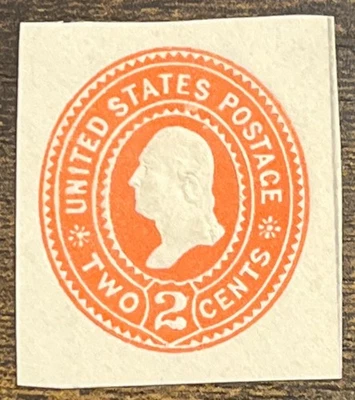 UNITED STATES POSTAGE
TWO 2 CENTS